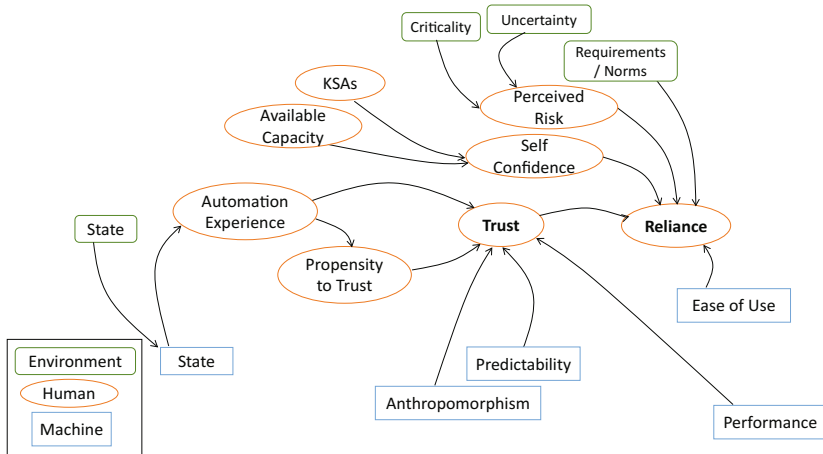 Uncertainty
Criticality
Requirements
/ Norms
KSAs
Perceived
Risk
Available
Capacity
Self
Confidence
Automation
Experience
Trust
Reliance
State
Propensity
to Trust
Ease of Use
State
Predictability
Environment
Human
Anthropomorphism
Machine
Performance